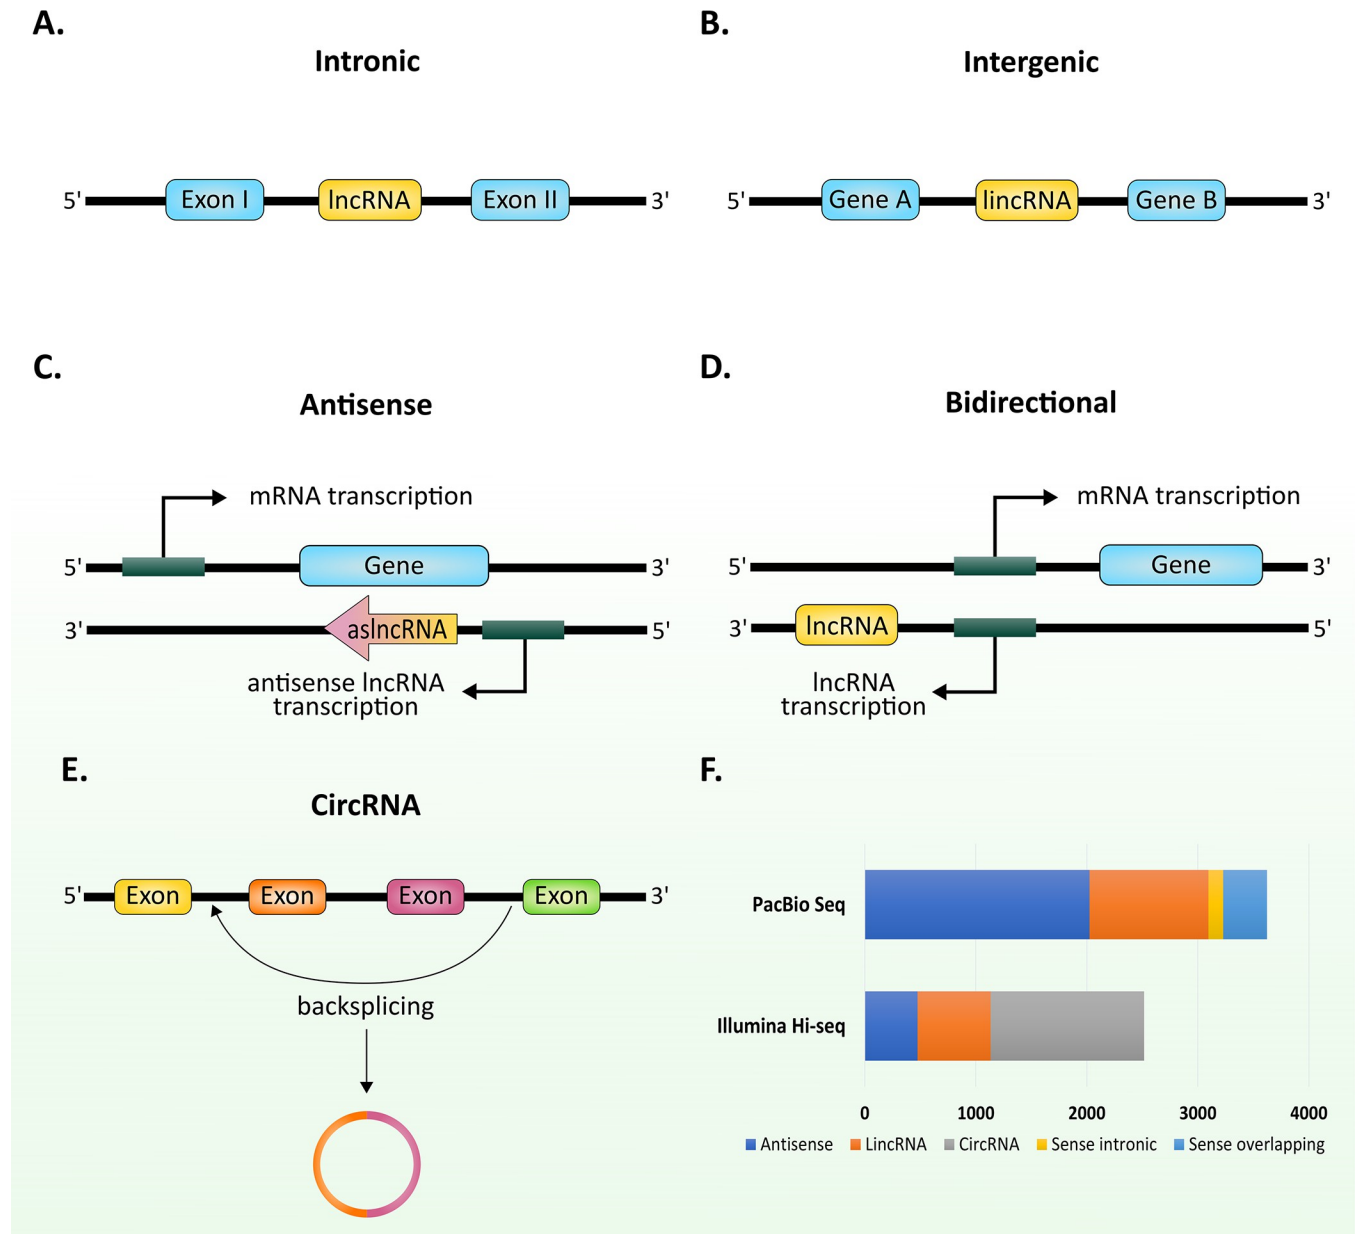 A.
Intronic
5' Exon I lncRNA Exon II 3'
B.
Intergenic
5' Gene A lincRNA Gene B 3'
C.
Antisense
mRNA transcription
5' Gene 3'
3' aslncRNA 5'
antisense lncRNA
transcription
D.
Bidirectional
mRNA transcription
5' Gene 3'
3' lncRNA 5'
lncRNA
transcription
E.
CircRNA
5' Exon Exon Exon Exon 3'
backsplicing
F.
PacBio Seq
Illumina Hi-seq
0 1000 2000 3000 4000
Antisense LincRNA CircRNA Sense intronic Sense overlapping